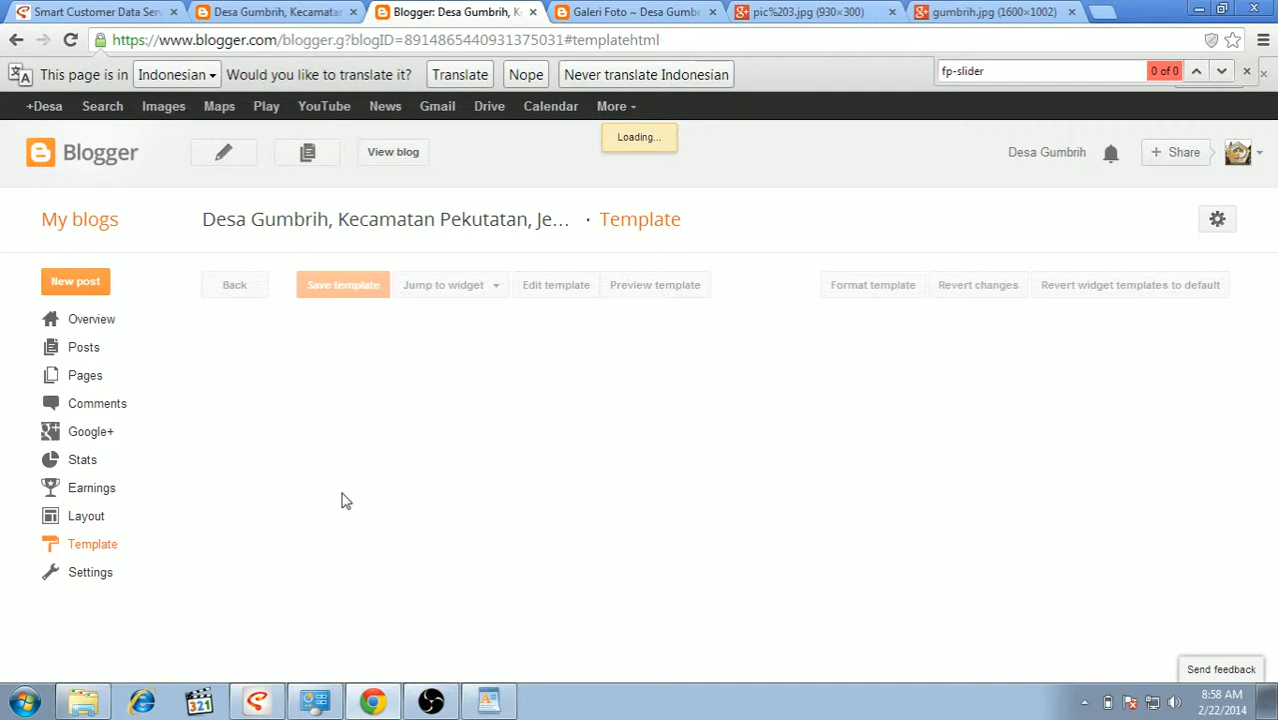 Smart Customer Data Serv
Desa Gumbrih, Kecamatan
Blogger: Desa Gumbrih, K
Galeri Foto ~ Desa Gumb
pic%203.jpg (930×300)
gumbrih.jpg (1600×1002)
https://www.blogger.com/blogger.g?blogID=8914865440931375031#templatehtml
This page is in Indonesian Would you like to translate it? Translate Nope Never translate Indonesian
fp-slider 0 of 0
+Desa Search Images Maps Play YouTube News Gmail Drive Calendar More
Loading...
Blogger
View blog
Desa Gumbrih
+ Share
My blogs
Desa Gumbrih, Kecamatan Pekutatan, Je... · Template
New post
Back
Save template
Jump to widget
Edit template
Preview template
Format template
Revert changes
Revert widget templates to default
Overview
Posts
Pages
Comments
Google+
Stats
Earnings
Layout
Template
Settings
Send feedback
321
8:58 AM
2/22/2014